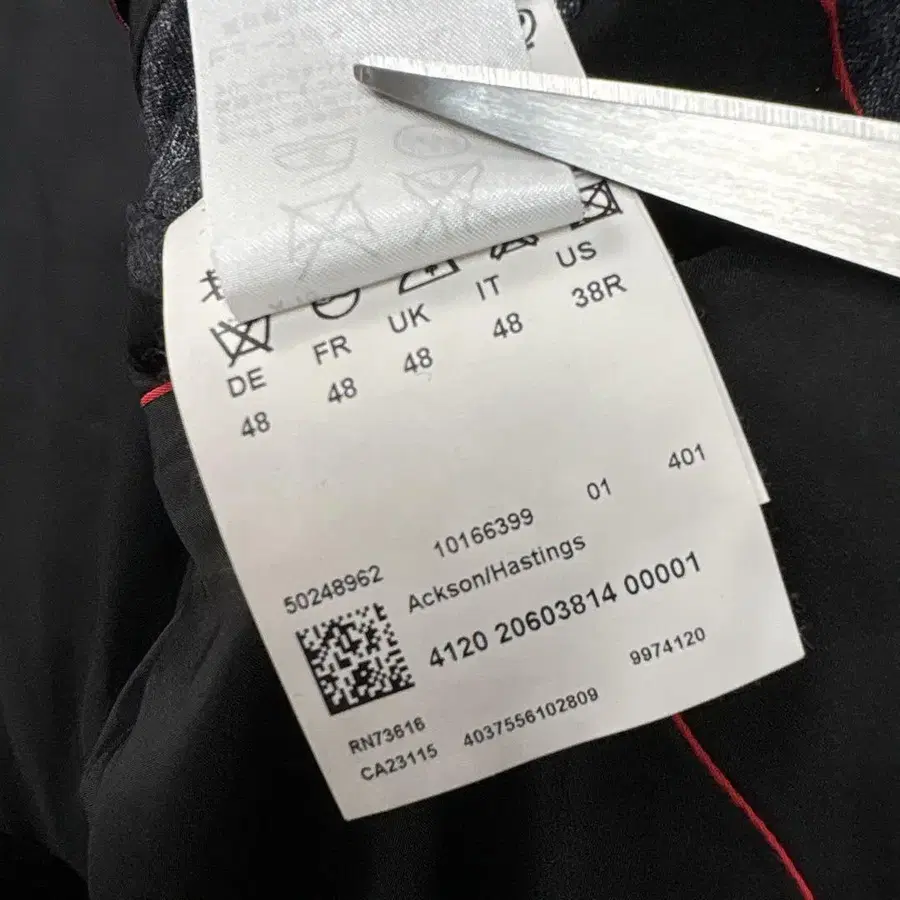 DE FR UK IT US
48 48 48 48 38R
50248962 10166399 01 401
Ackson/Hastings
4120 20603814 00001
RN73616 9974120
CA23115 4037556102809